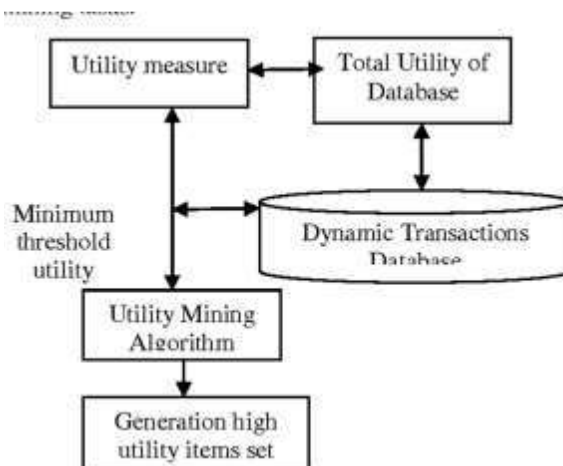 Utility measure
Total Utility of
Database
Minimum
threshold
utility
Dynamic Transactions
Database
Utility Mining
Algorithm
Generation high
utility items set